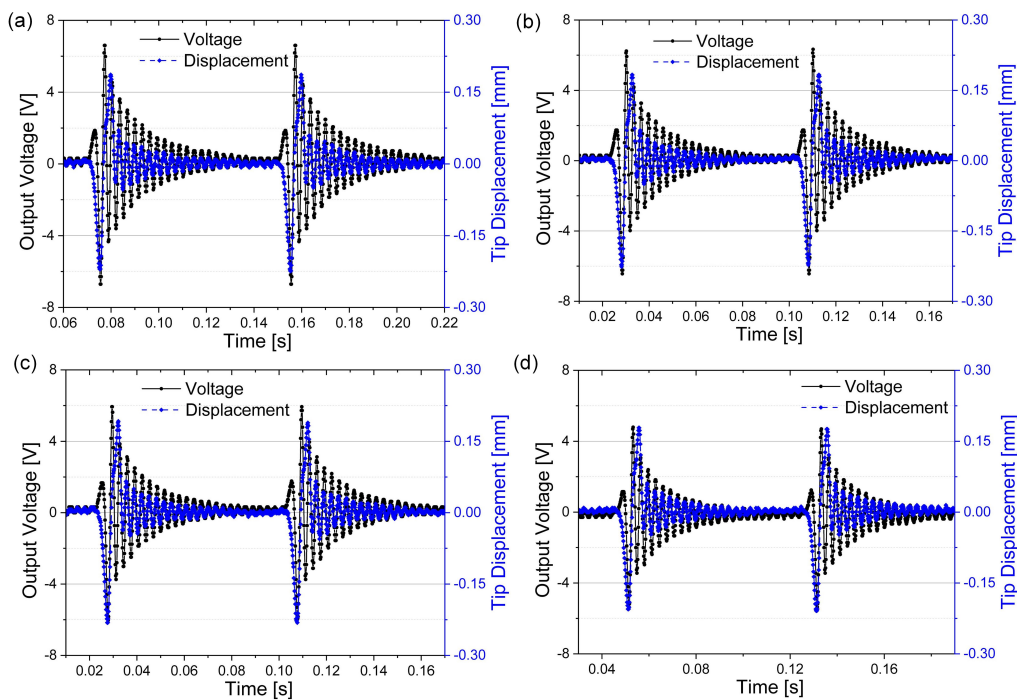 (a)
Voltage
Displacement
Output Voltage [V]
8
4
0
-4
-8
0.30
0.15
0.00
-0.15
-0.30
Tip Displacement [mm]
0.06 0.08 0.10 0.12 0.14 0.16 0.18 0.20 0.22
Time [s]
(b)
Voltage
Displacement
Output Voltage [V]
8
4
0
-4
-8
0.30
0.15
0.00
-0.15
-0.30
Tip Displacement [mm]
0.02 0.04 0.06 0.08 0.10 0.12 0.14 0.16
Time [s]
(c)
Voltage
Displacement
Output Voltage [V]
8
4
0
-4
-8
0.30
0.15
0.00
-0.15
-0.30
Tip Displacement [mm]
0.02 0.04 0.06 0.08 0.10 0.12 0.14 0.16
Time [s]
(d)
Voltage
Displacement
Output Voltage [V]
8
4
0
-4
-8
0.30
0.15
0.00
-0.15
-0.30
Tip Displacement [mm]
0.04 0.06 0.08 0.10 0.12 0.14 0.16
Time [s]